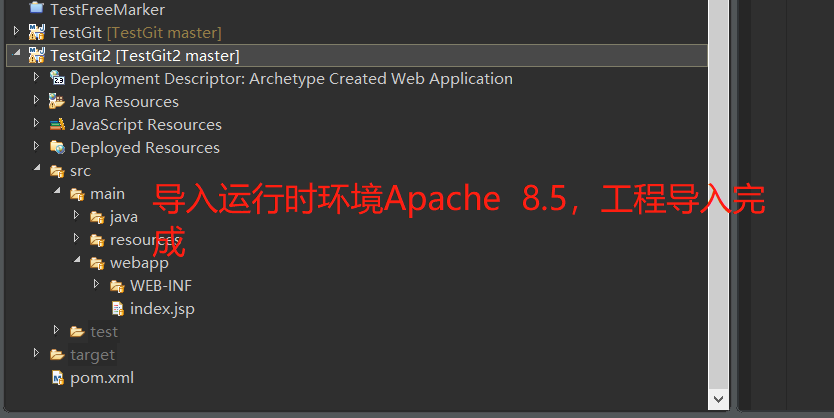 TestFreeMarker
TestGit [TestGit master]
TestGit2 [TestGit2 master]
Deployment Descriptor: Archetype Created Web Application
Java Resources
JavaScript Resources
Deployed Resources
src
main
导入运行时环境Apache 8.5，工程导入完
成
java
resources
webapp
WEB-INF
index.jsp
test
target
pom.xml